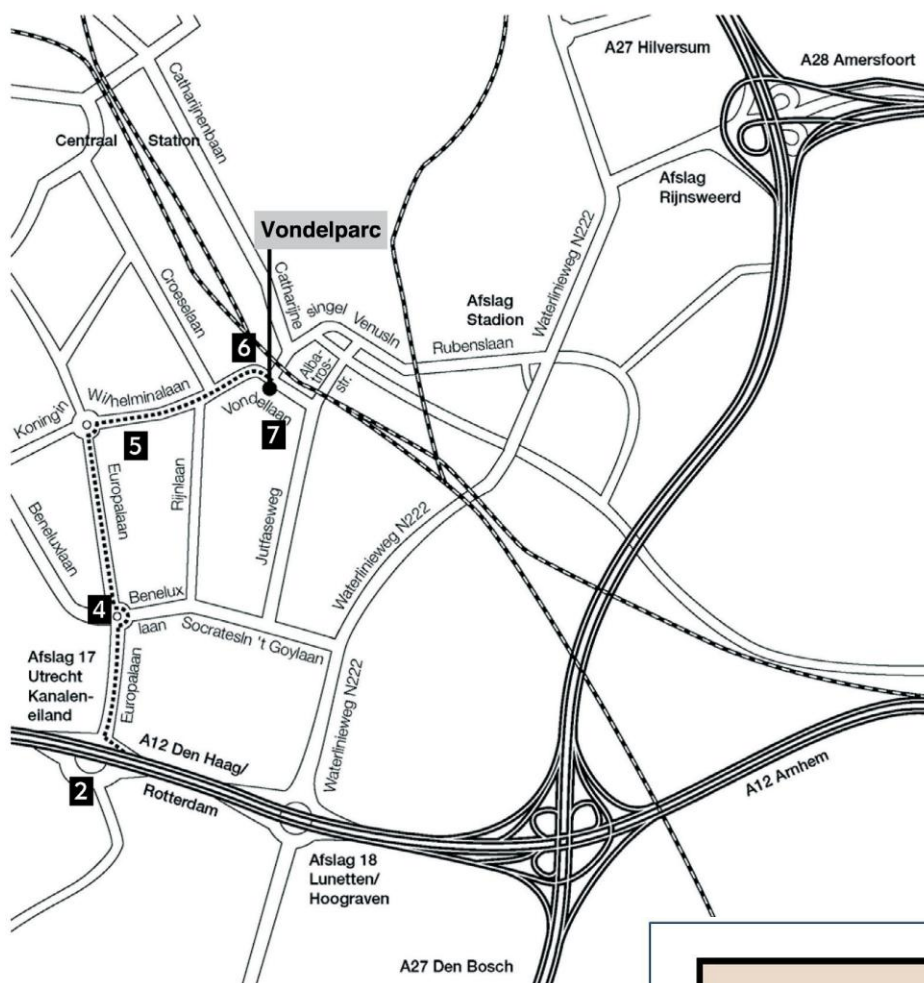 A27 Hilversum
A28 Amersfoort
Catharijnenbaan
Centraal Station
Afslag
Rijnsweerd
Vondelparc
Waterlinieweg N222
Croeselaan
Catharijne
singel
Venusln
Afslag
Stadion
Rubenslaan
6
Alba-
tros-
str.
Koningin
Wilhelminalaan
Vondellaan
7
5
Europalaan
Rijnlaan
Beneluxlaan
Jutfaseweg
Waterlinieweg N222
4
Benelux
laan
Socratesln 't Goylaan
Afslag 17
Utrecht
Kanalen-
eiland
Europalaan
Waterlinieweg N222
A12 Den Haag/
Rotterdam
2
A12 Arnhem
Afslag 18
Lunetten/
Hoograven
A27 Den Bosch